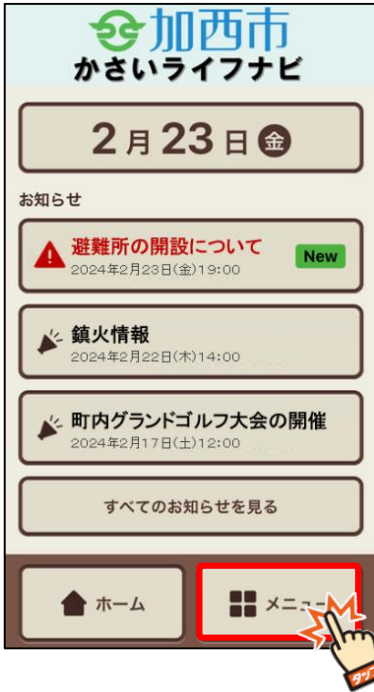 加西市
かさいライフナビ
2月23日 金
お知らせ
避難所の開設について
New
2024年2月23日(金)19:00
鎮火情報
2024年2月22日(木)14:00
町内グランドゴルフ大会の開催
2024年2月17日(土)12:00
すべてのお知らせを見る
ホーム
メニュー
タップ